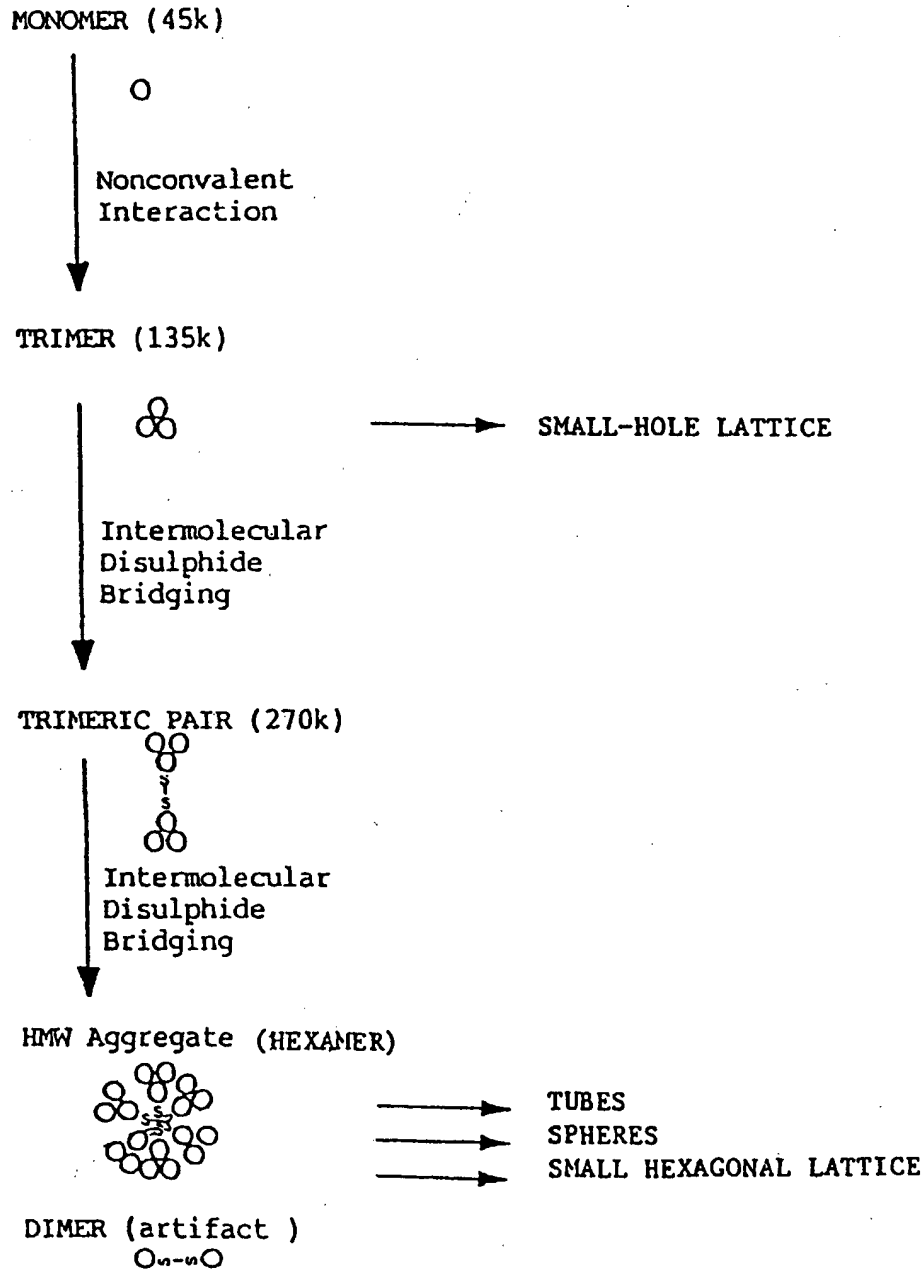 MONOMER (45k)
Nonconvalent
Interaction
TRIMER (135k)
SMALL-HOLE LATTICE
Intermolecular
Disulphide
Bridging
TRIMERIC PAIR (270k)
S
S
Intermolecular
Disulphide
Bridging
HMW Aggregate (HEXAMER)
TUBES
SPHERES
SMALL HEXAGONAL LATTICE
DIMER (artifact )
S-S